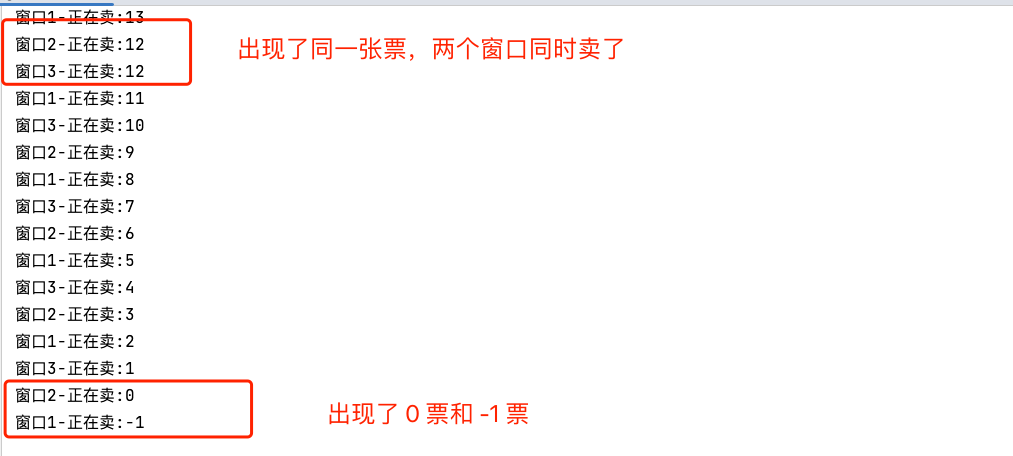 窗口1-正在卖:13
窗口2-正在卖:12
出现了同一张票，两个窗口同时卖了
窗口3-正在卖:12
窗口1-正在卖:11
窗口3-正在卖:10
窗口2-正在卖:9
窗口1-正在卖:8
窗口3-正在卖:7
窗口2-正在卖:6
窗口1-正在卖:5
窗口3-正在卖:4
窗口2-正在卖:3
窗口1-正在卖:2
窗口3-正在卖:1
窗口2-正在卖:0
出现了 0 票和 -1 票
窗口1-正在卖:-1